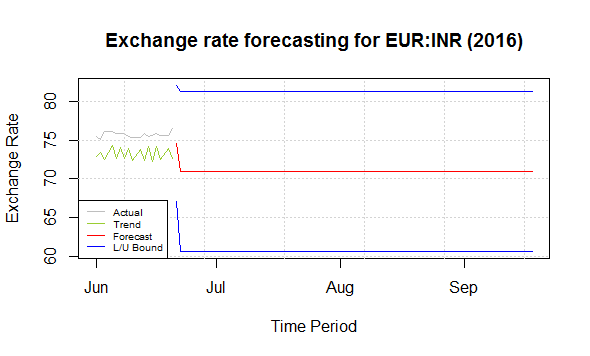 Exchange rate forecasting for EUR:INR (2016)
Exchange Rate
80
75
70
65
60
Actual
Trend
Forecast
L/U Bound
Jun Jul Aug Sep
Time Period